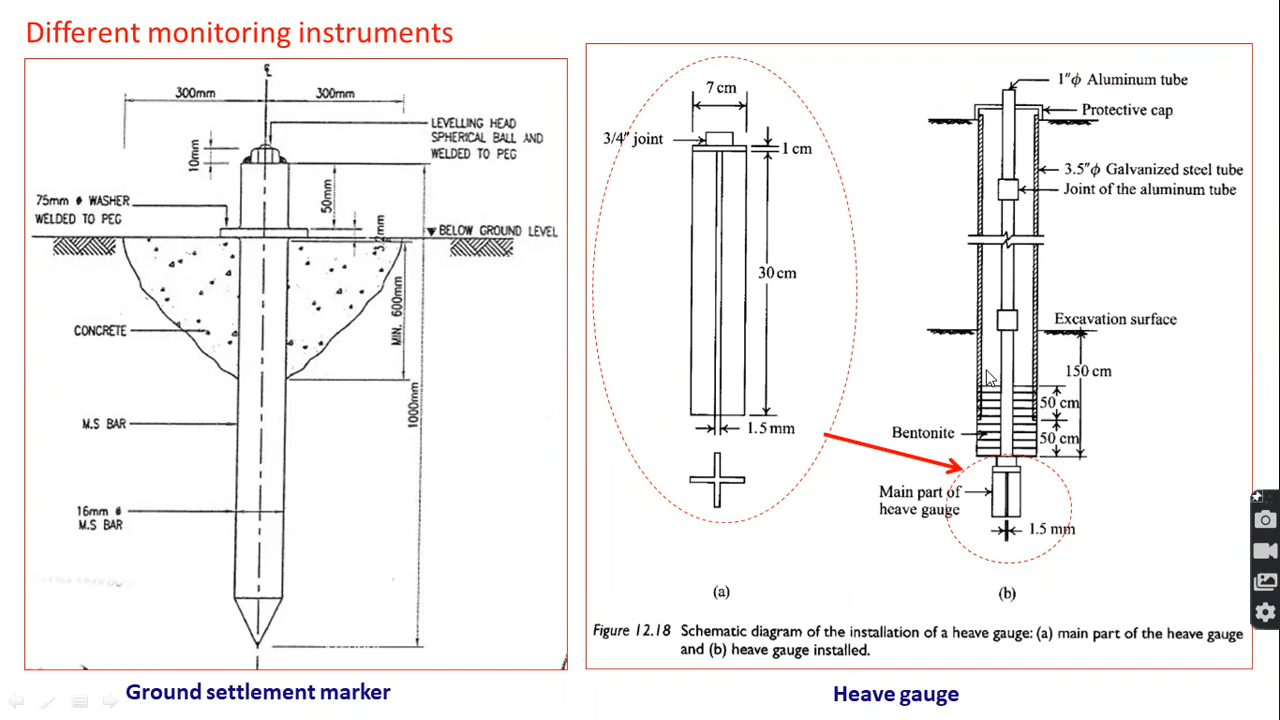 Different monitoring instruments
℄
300mm
300mm
LEVELLING HEAD
SPHERICAL BALL AND
WELDED TO PEG
10mm
75mm ø WASHER
WELDED TO PEG
50mm
3.2mm
BELOW GROUND LEVEL
CONCRETE
MIN. 600mm
1000mm
M.S BAR
16mm ø
M.S BAR
Ground settlement marker
7 cm
3/4″ joint
1 cm
30 cm
1.5 mm
(a)
1″ϕ Aluminum tube
Protective cap
3.5″ϕ Galvanized steel tube
Joint of the aluminum tube
Excavation surface
150 cm
50 cm
Bentonite
50 cm
Main part of
heave gauge
1.5 mm
(b)
Figure 12.18 Schematic diagram of the installation of a heave gauge: (a) main part of the heave gauge
and (b) heave gauge installed.
Heave gauge